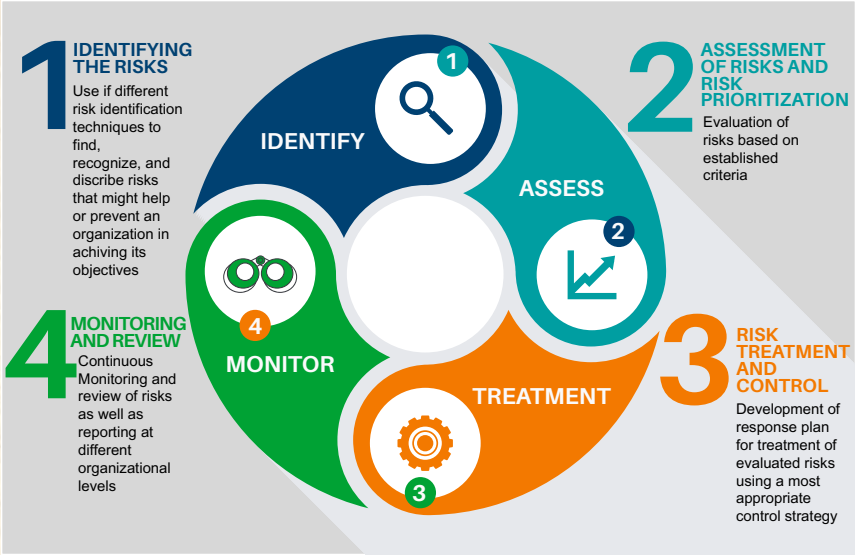 1
IDENTIFYING
THE RISKS
Use if different
risk identification
techniques to
find,
recognize, and
discribe risks
that might help
or prevent an
organization in
achiving its
objectives
2
ASSESSMENT
OF RISKS AND
RISK
PRIORITIZATION
Evaluation of
risks based on
established
criteria
1
IDENTIFY
ASSESS
2
4
MONITOR
TREATMENT
3
4
MONITORING
AND REVIEW
Continuous
Monitoring and
review of risks
as well as
reporting at
different
organizational
levels
3
RISK
TREATMENT
AND
CONTROL
Development of
response plan
for treatment of
evaluated risks
using a most
appropriate
control strategy